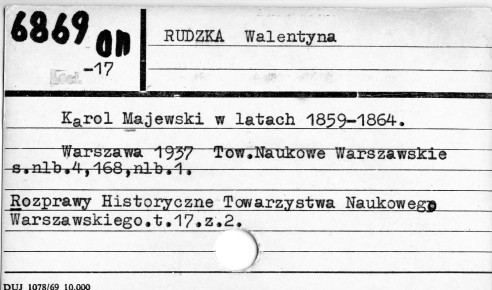 6869 an
-17
RUDZKA Walentyna
Karol Majewski w latach 1859-1864.
Warszawa 1937 Tow.Naukowe Warszawskie
s.nlb.4,168,nlb.1.
Rozprawy Historyczne Towarzystwa Naukowego
Warszawskiego.t.17.z.2.
DUJ 1078/69 10.000